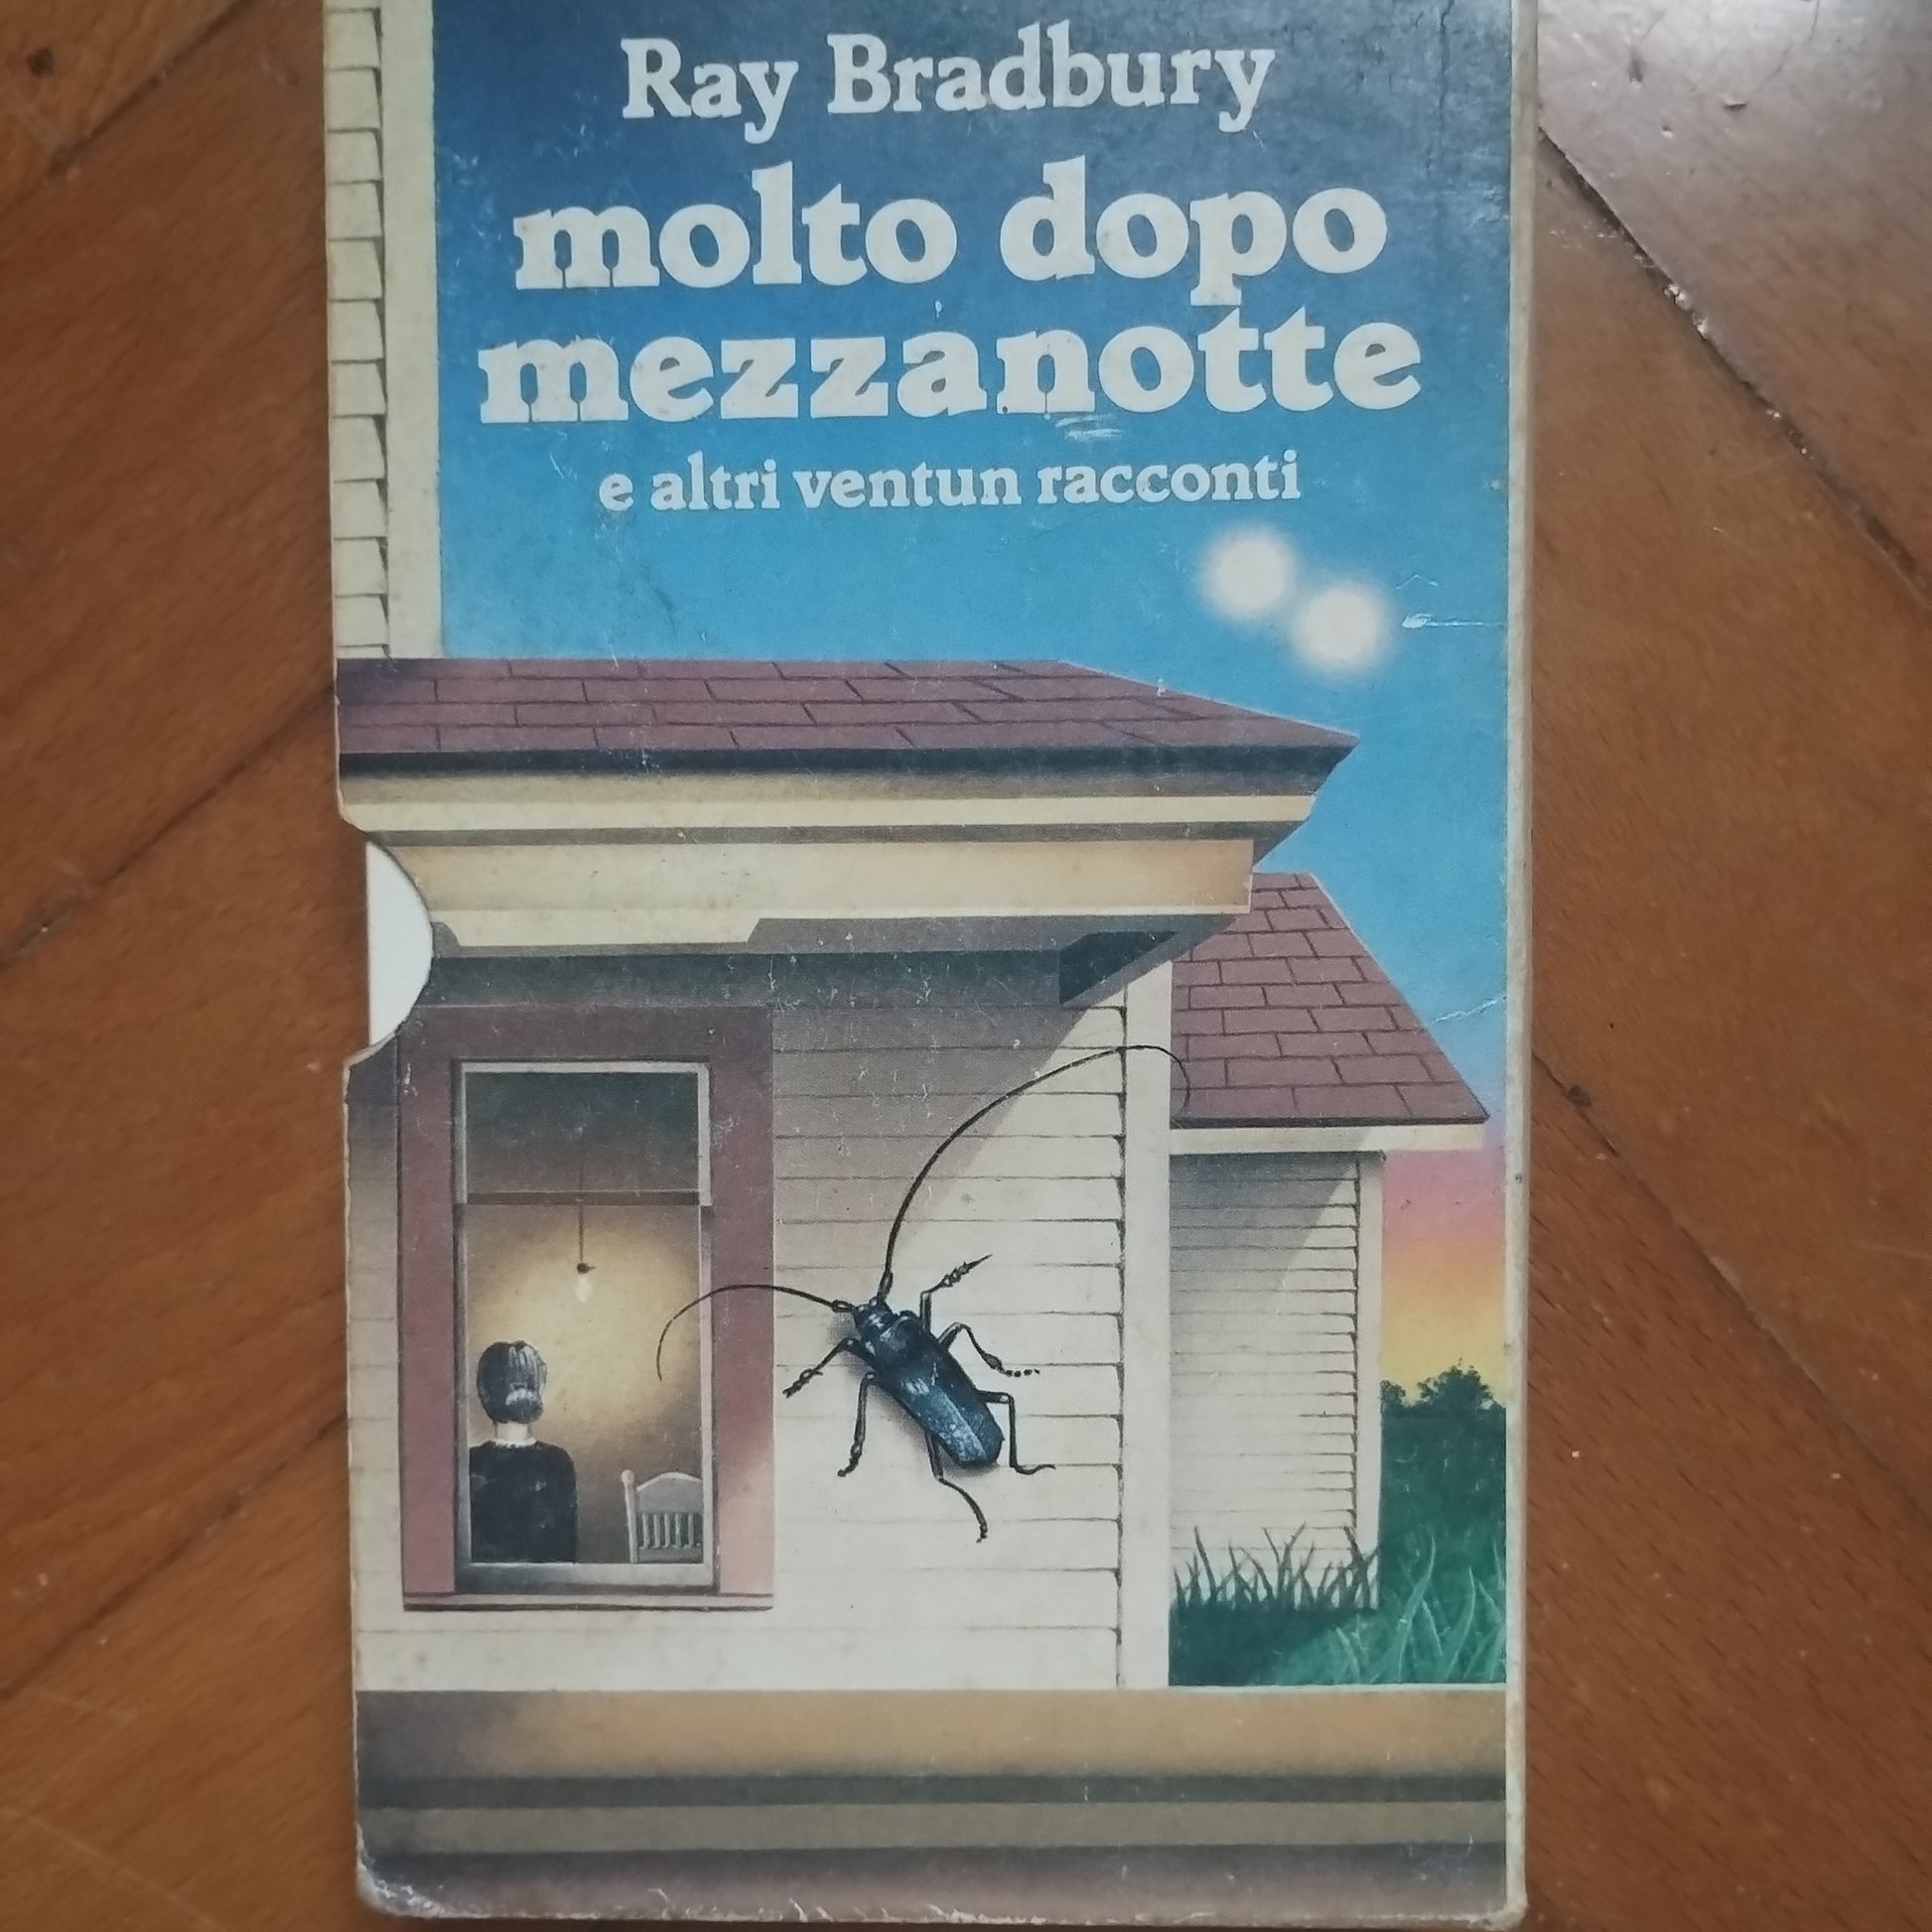 Ray Bradbury
molto dopo
mezzanotte
e altri ventun racconti